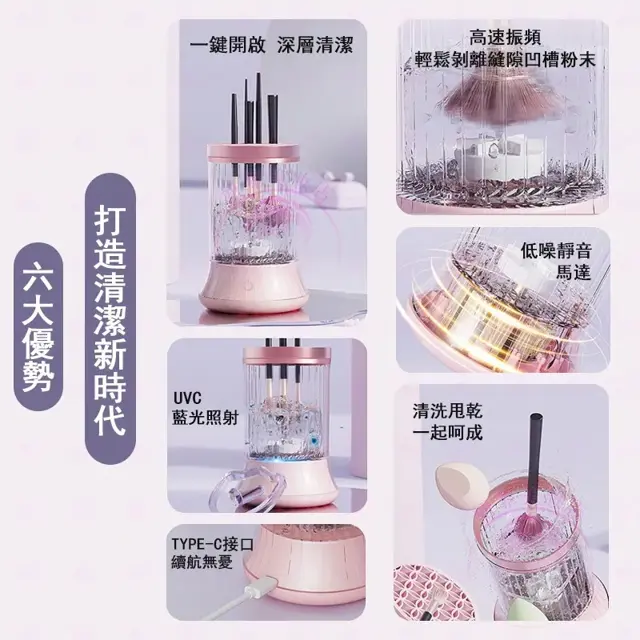 六大優勢
打造清潔新時代
一鍵開啟 深層清潔
高速振頻
輕鬆剝離縫隙凹槽粉末
低噪靜音
馬達
UVC
藍光照射
清洗甩乾
一起呵成
TYPE-C接口
續航無憂